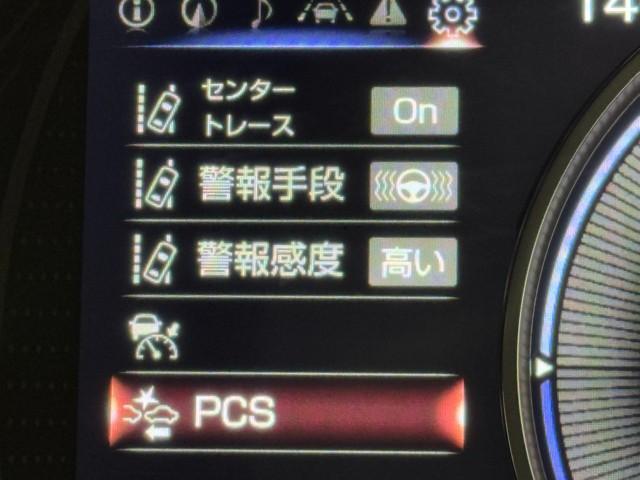 14
センター
トレース
On
警報手段
警報感度
高い
PCS